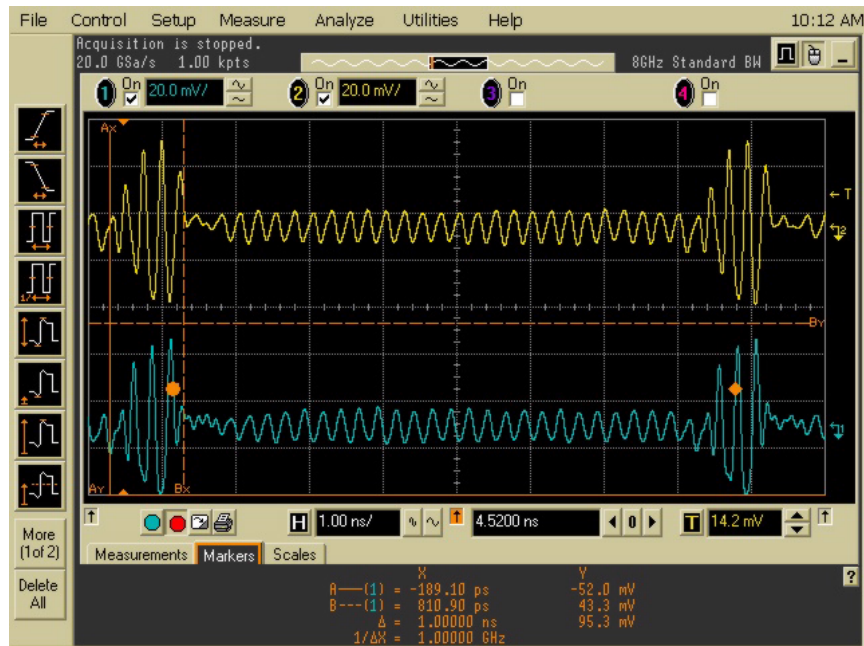 File Control Setup Measure Analyze Utilities Help 10:12 AM
Acquisition is stopped.
20.0 GSa/s 1.00 kpts 8GHz Standard BW
1 On 20.0 mV/ 2 On 20.0 mV/ 3 On 4 On
Ax
T
2
By
1
Ay Bx
1/
More
(1of 2)
Delete
All
H 1.00 ns/ 4.5200 ns 0 T 14.2 mV
Measurements Markers Scales
?
X Y
A———(1) = -189.10 ps -52.0 mV
B---(1) = 810.90 ps 43.3 mV
Δ = 1.00000 ns 95.3 mV
1/ΔX = 1.00000 GHz